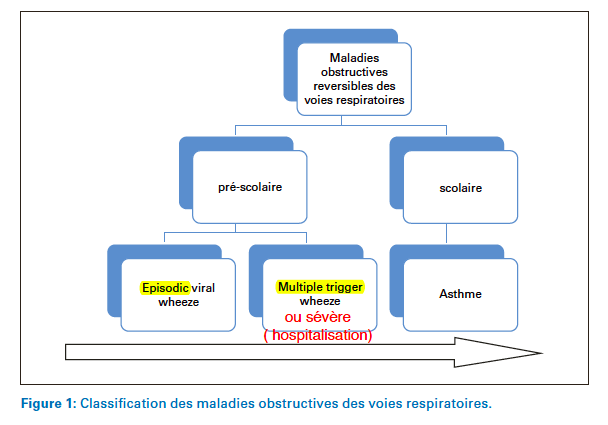 Maladies
obstructives
reversibles des
voies respiratoires
pré-scolaire
scolaire
Episodic viral
wheeze
Multiple trigger
wheeze
ou sévère
( hospitalisation)
Asthme
Figure 1: Classification des maladies obstructives des voies respiratoires.